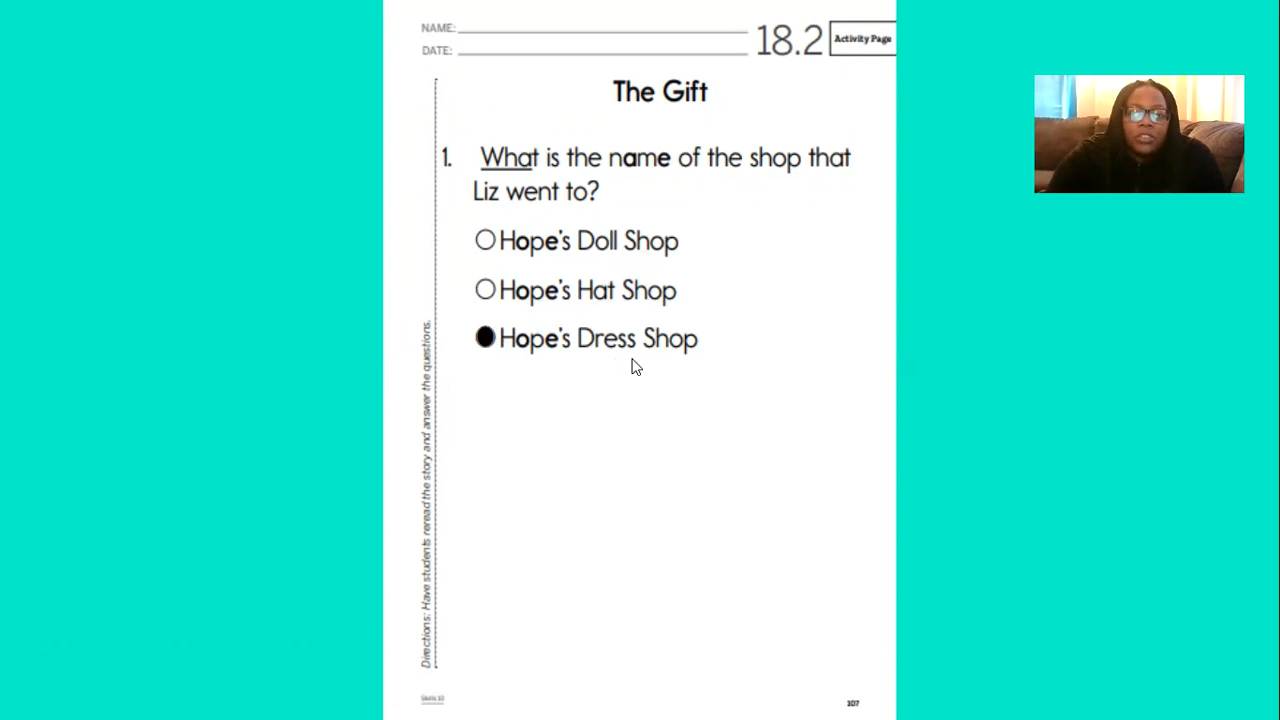 NAME:
DATE:
18.2
Activity Page
The Gift
1. What is the name of the shop that
Liz went to?
Hope's Doll Shop
Hope's Hat Shop
Hope's Dress Shop
Directions: Have students reread the story and answer the questions.
Skills 10
107